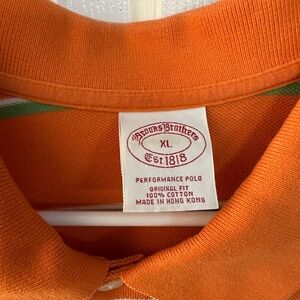 Brooks Brothers
XL
Est 1818
PERFORMANCE POLO
ORIGINAL FIT
100% COTTON
MADE IN HONG KONG